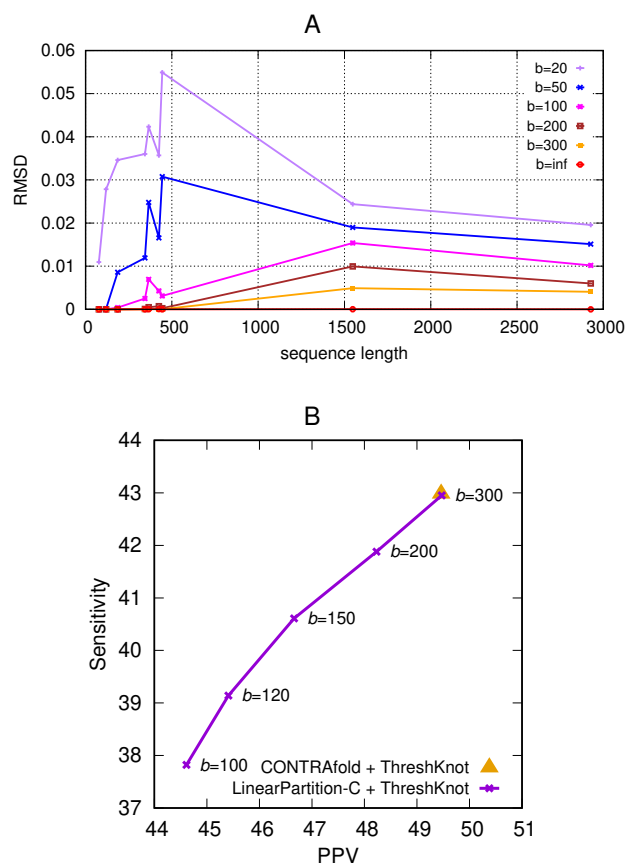 A
0.06
0.05
0.04
0.03
0.02
0.01
0
RMSD
b=20
b=50
b=100
b=200
b=300
b=inf
0 500 1000 1500 2000 2500 3000
sequence length
B
44
43
42
41
40
39
38
37
Sensitivity
b=300
b=200
b=150
b=120
b=100
CONTRAfold + ThreshKnot
LinearPartition-C + ThreshKnot
44 45 46 47 48 49 50 51
PPV